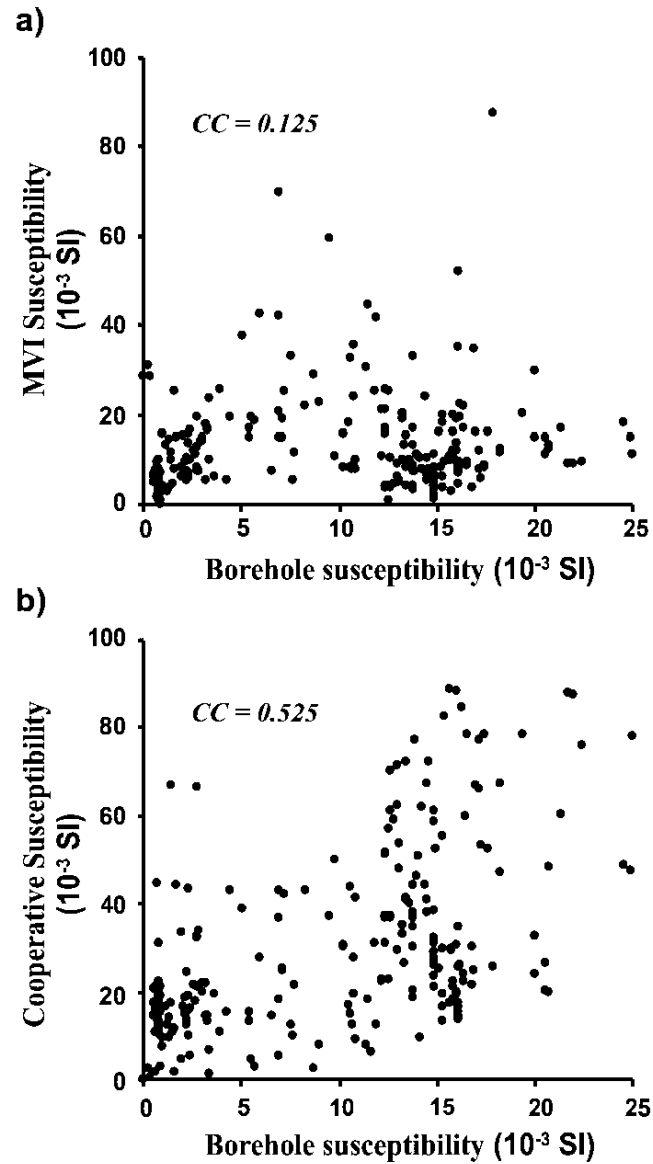 a)
100
80
60
40
20
0
MVI Susceptibility
(10⁻³ SI)
CC = 0.125
0 5 10 15 20 25
Borehole susceptibility (10⁻³ SI)
b)
100
80
60
40
20
0
Cooperative Susceptibility
(10⁻³ SI)
CC = 0.525
0 5 10 15 20 25
Borehole susceptibility (10⁻³ SI)